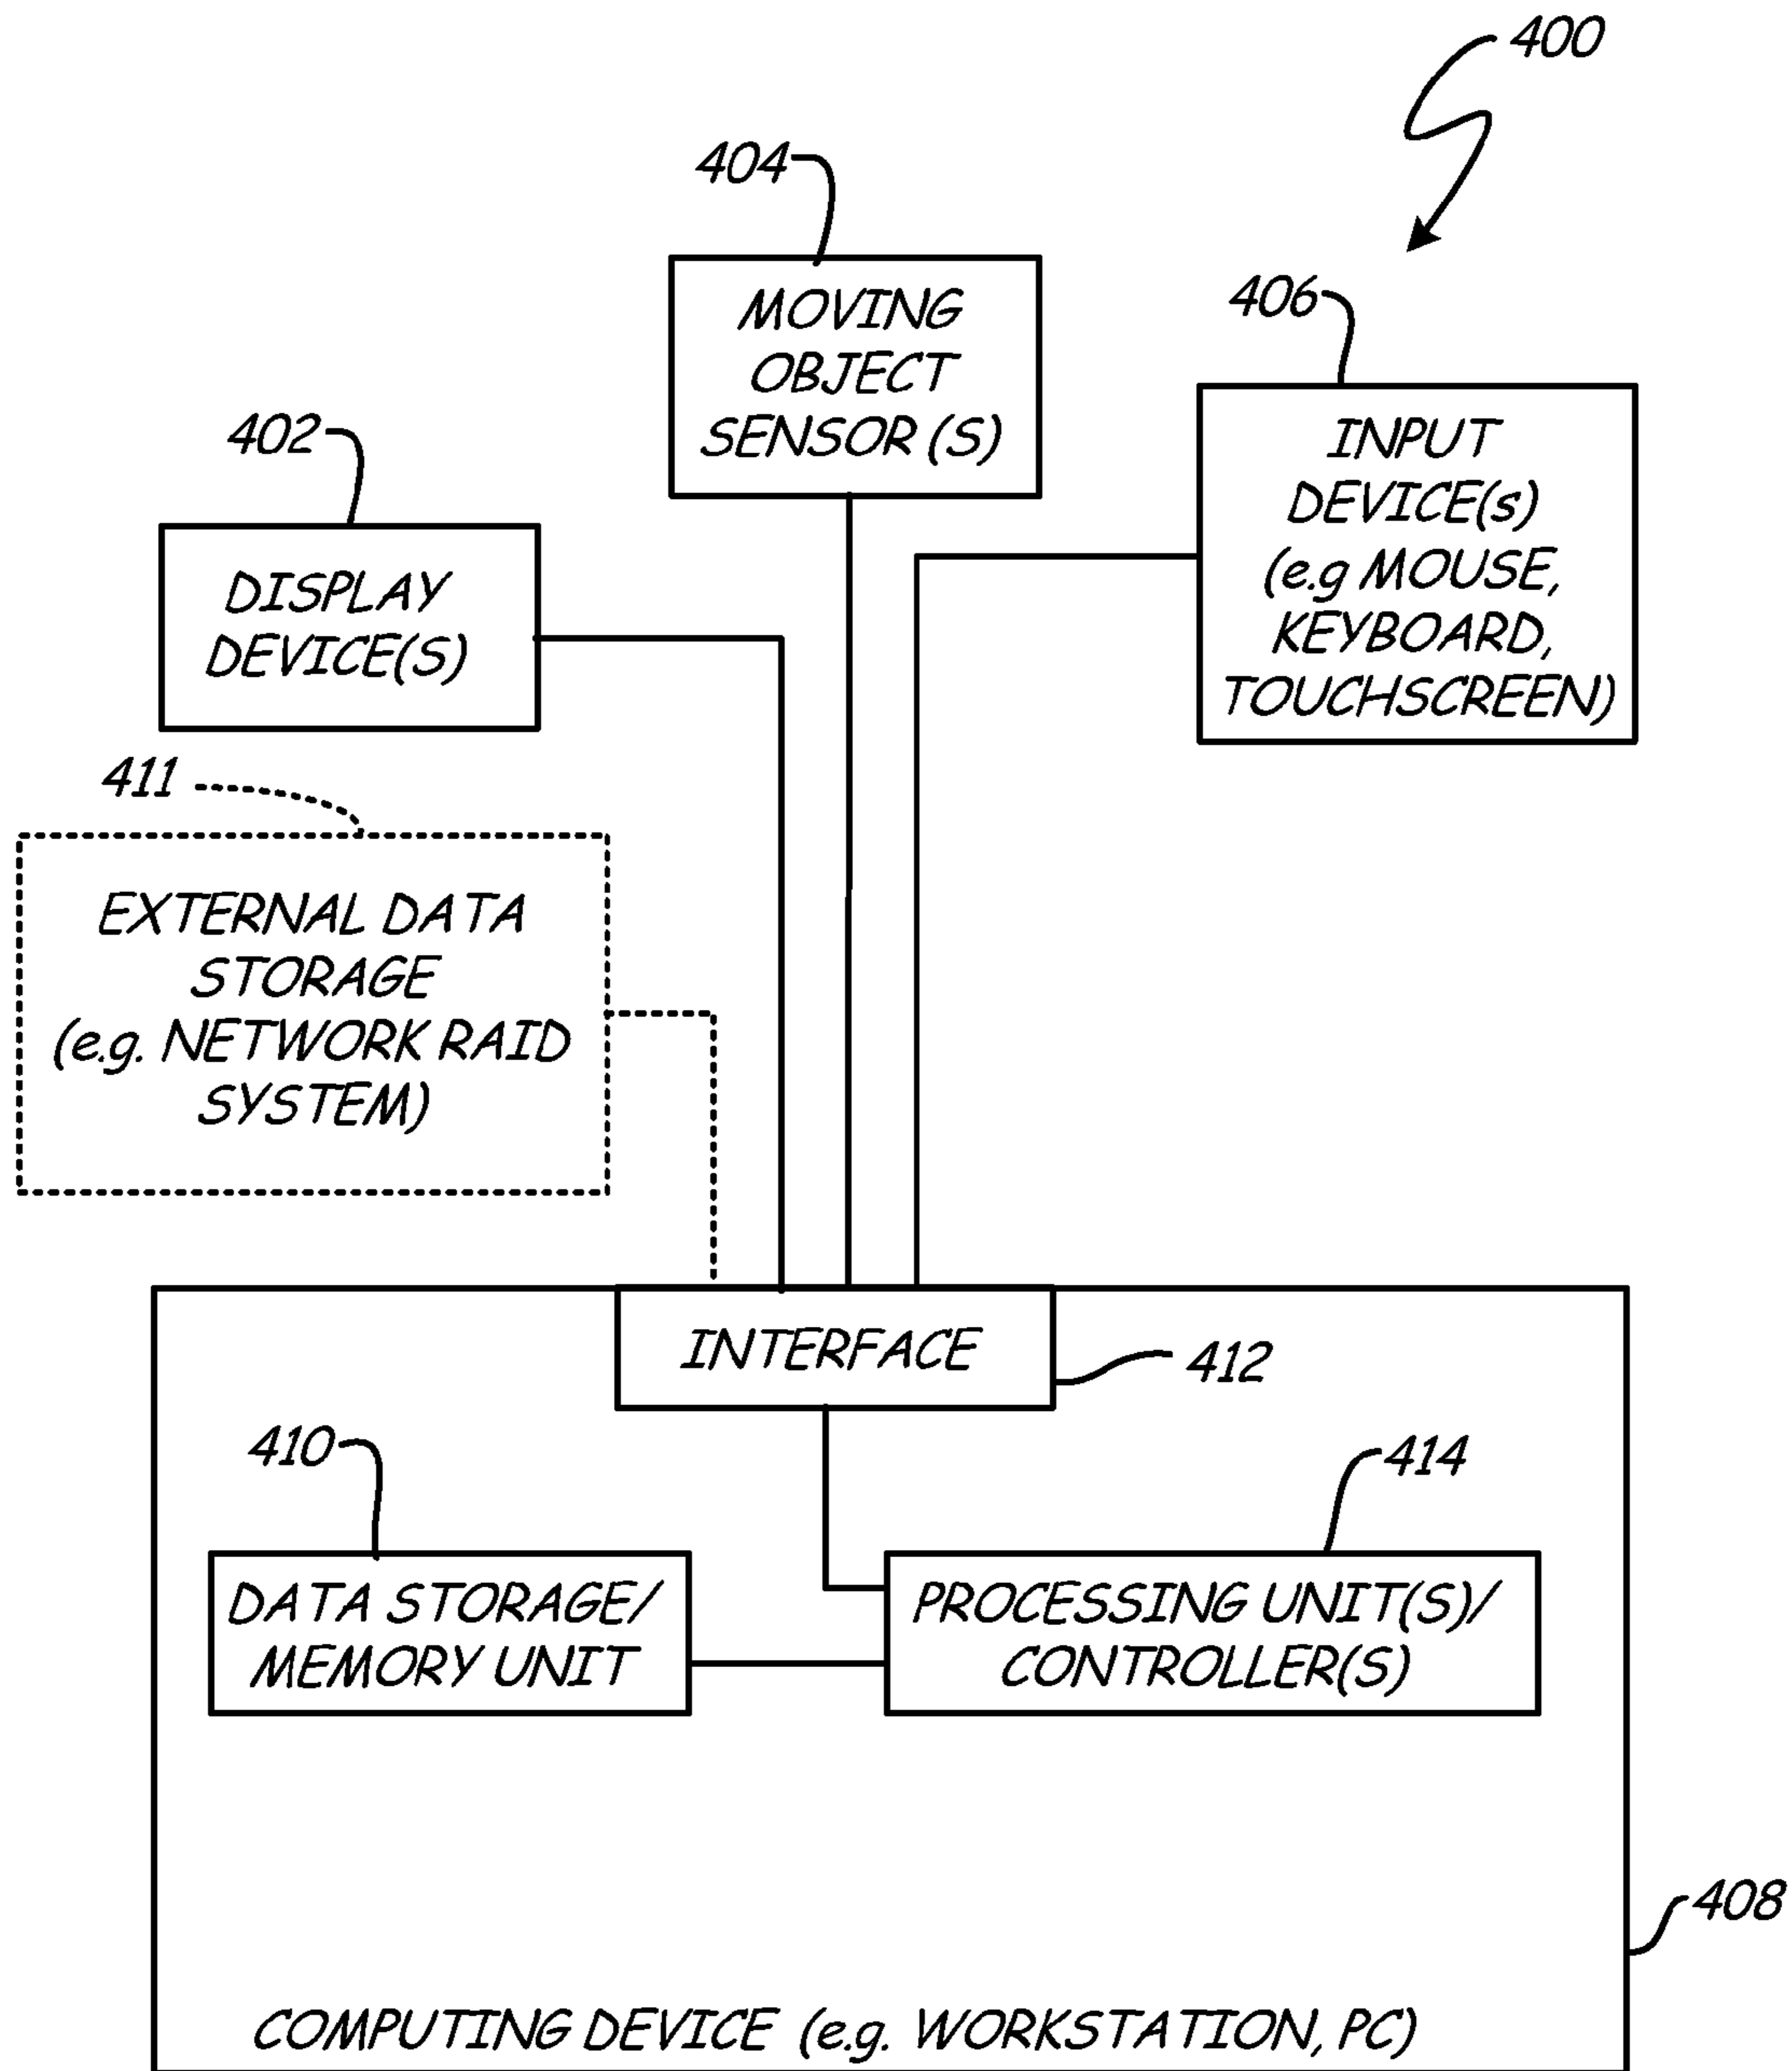 400
404
MOVING
OBJECT
SENSOR (S)
406
INPUT
DEVICE(s)
(e.g MOUSE,
KEYBOARD,
TOUCHSCREEN)
402
DISPLAY
DEVICE(S)
411
EXTERNAL DATA
STORAGE
(e.g. NETWORK RAID
SYSTEM)
INTERFACE
412
410
DATA STORAGE/
MEMORY UNIT
414
PROCESSING UNIT(S)/
CONTROLLER(S)
408
COMPUTING DEVICE (e.g. WORKSTATION, PC)